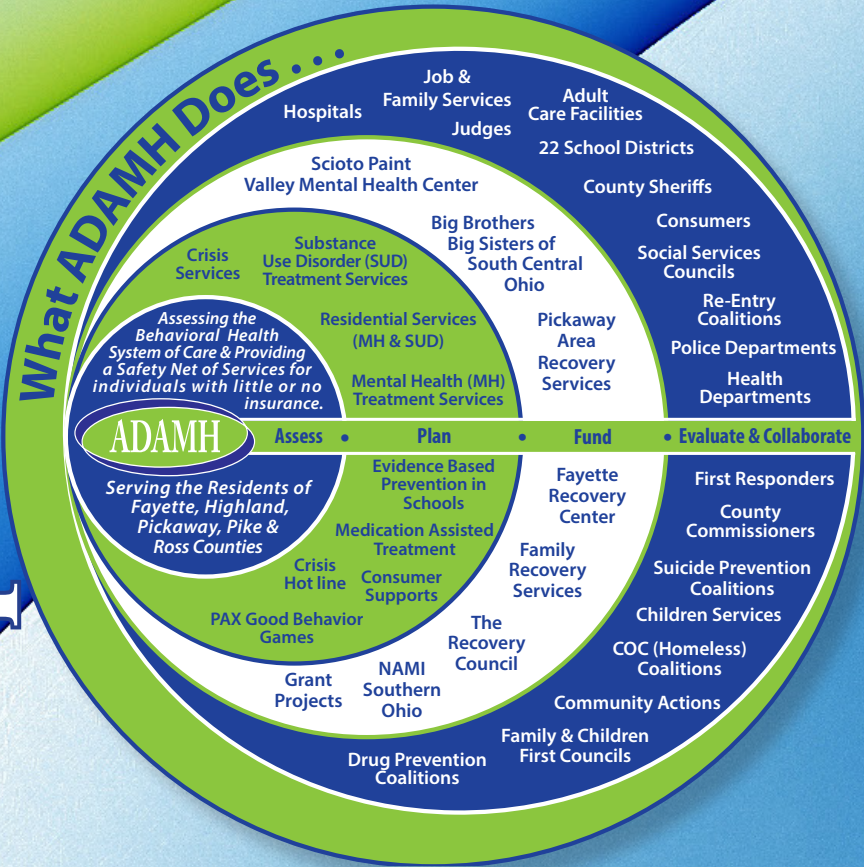 What ADAMH Does . . .
Hospitals
Job &
Family Services
Judges
Adult
Care Facilities
22 School Districts
County Sheriffs
Consumers
Social Services
Councils
Re-Entry
Coalitions
Police Departments
Health
Departments
Scioto Paint
Valley Mental Health Center
Big Brothers
Big Sisters of
South Central
Ohio
Pickaway
Area
Recovery
Services
Crisis
Services
Substance
Use Disorder (SUD)
Treatment Services
Residential Services
(MH & SUD)
Mental Health (MH)
Treatment Services
Assessing the
Behavioral Health
System of Care & Providing
a Safety Net of Services for
individuals with little or no
insurance.
ADAMH
Assess • Plan • Fund • Evaluate & Collaborate
Serving the Residents of
Fayette, Highland,
Pickaway, Pike &
Ross Counties
Evidence Based
Prevention in
Schools
Medication Assisted
Treatment
Crisis
Hot line
Consumer
Supports
PAX Good Behavior
Games
Fayette
Recovery
Center
Family
Recovery
Services
The
Recovery
Council
NAMI
Southern
Ohio
Grant
Projects
First Responders
County
Commissioners
Suicide Prevention
Coalitions
Children Services
COC (Homeless)
Coalitions
Community Actions
Family & Children
First Councils
Drug Prevention
Coalitions